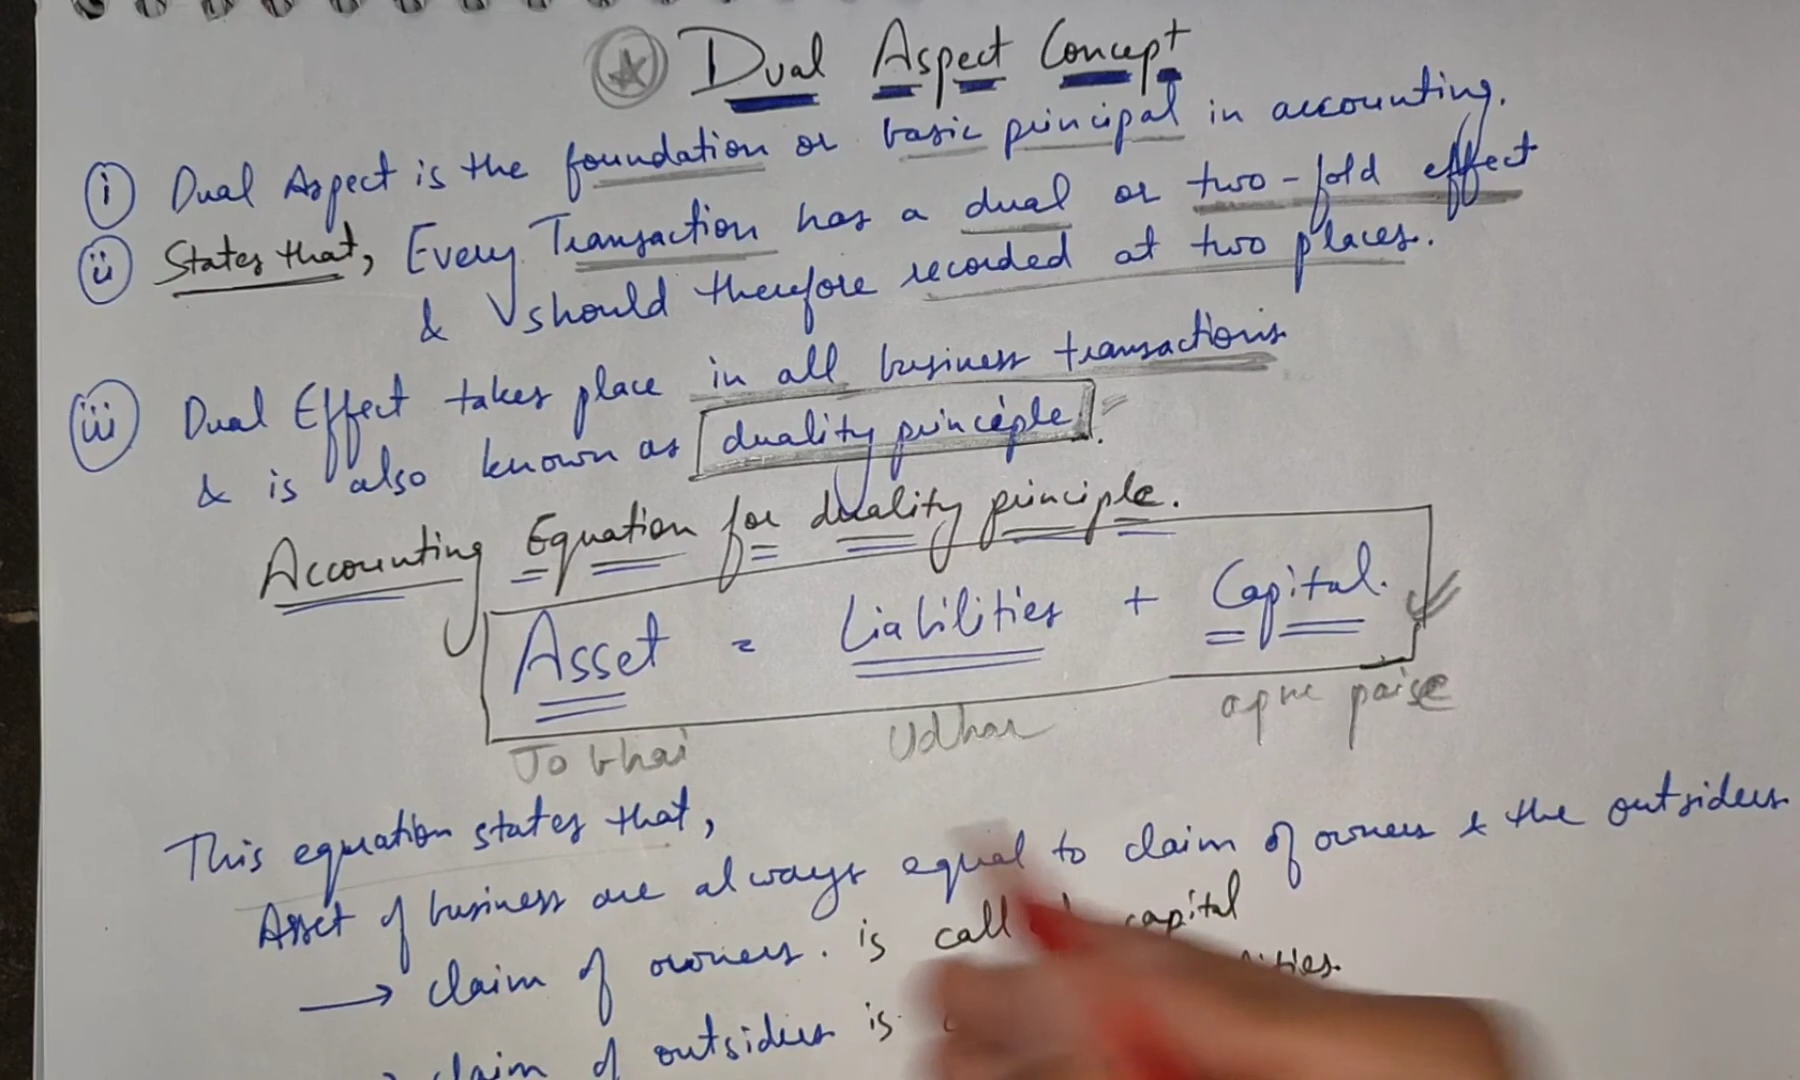 Dual Aspect Concept
i Dual Aspect is the foundation or basic principal in accounting.
ii States that, Every Transaction has a dual or two-fold effect
& should therefore recorded at two places.
iii Dual Effect takes place in all business transactions
& is also known as duality principle.
Accounting Equation for duality principle.
Asset = Liabilities + Capital.
Jo bhai Udhar apne paise
This equation states that,
Asset of business are always equal to claim of owners & the outsiders
→ claim of owners. is call capital
claim of outsiders is